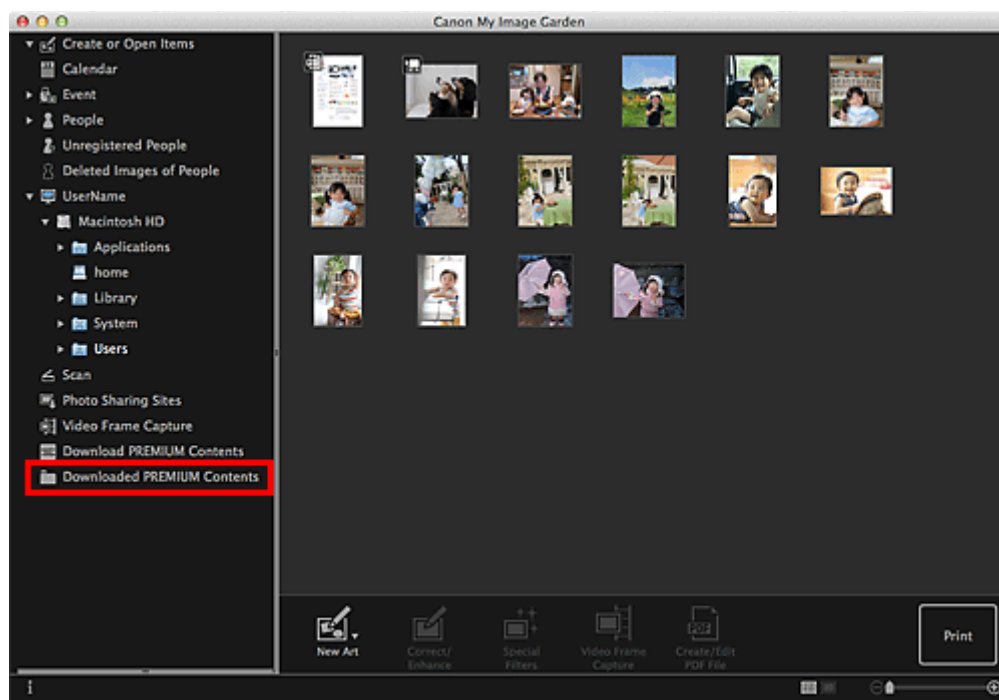 Canon My Image Garden
Create or Open Items
Calendar
Event
People
Unregistered People
Deleted Images of People
UserName
Macintosh HD
Applications
home
Library
System
Users
Scan
Photo Sharing Sites
Video Frame Capture
Download PREMIUM Contents
Downloaded PREMIUM Contents
New Art
Correct/
Enhance
Special
Filters
Video Frame
Capture
PDF
Create/Edit
PDF File
Print